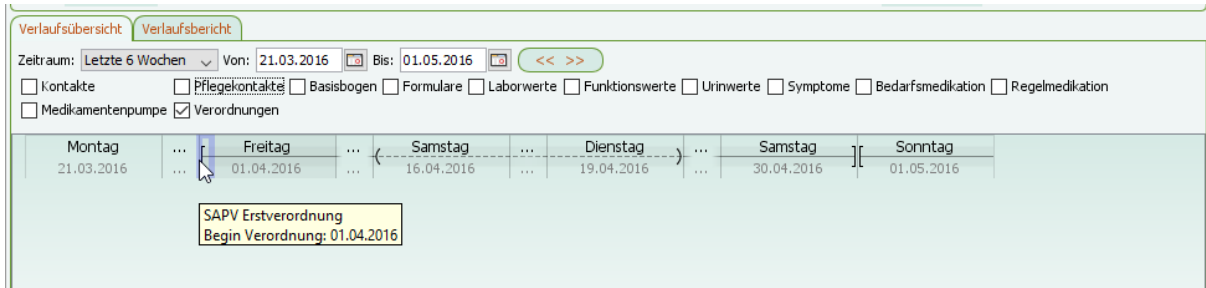 Verlaufsübersicht Verlaufsbericht
Zeitraum: Letzte 6 Wochen Von: 21.03.2016 Bis: 01.05.2016 << >>
Kontakte Pflegekontakte Basisbogen Formulare Laborwerte Funktionswerte Urinwerte Symptome Bedarfsmedikation Regelmedikation
Medikamentenpumpe Verordnungen
Montag ... [ Freitag ... ( Samstag ... Dienstag ) ... Samstag ][ Sonntag
21.03.2016 ... 01.04.2016 ... 16.04.2016 ... 19.04.2016 ... 30.04.2016 01.05.2016
SAPV Erstverordnung
Begin Verordnung: 01.04.2016